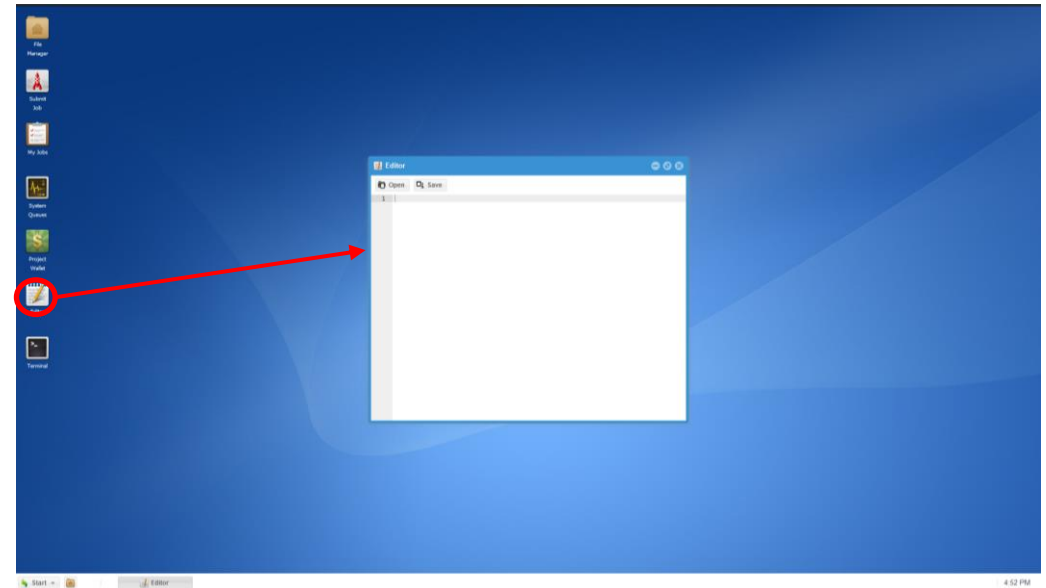 File
Manager
Submit
Job
My Jobs
System
Queues
Project
Wallet
Terminal
Editor
Open Save
1
Start
Editor
4:52 PM